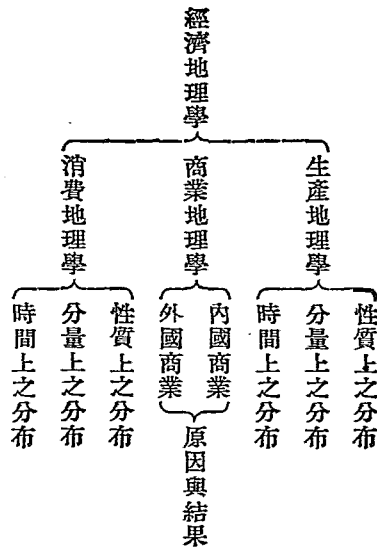 經濟地理學
生產地理學
性質上之分布
分量上之分布
時間上之分布
商業地理學
內國商業
外國商業
原因與結果
消費地理學
性質上之分布
分量上之分布
時間上之分布